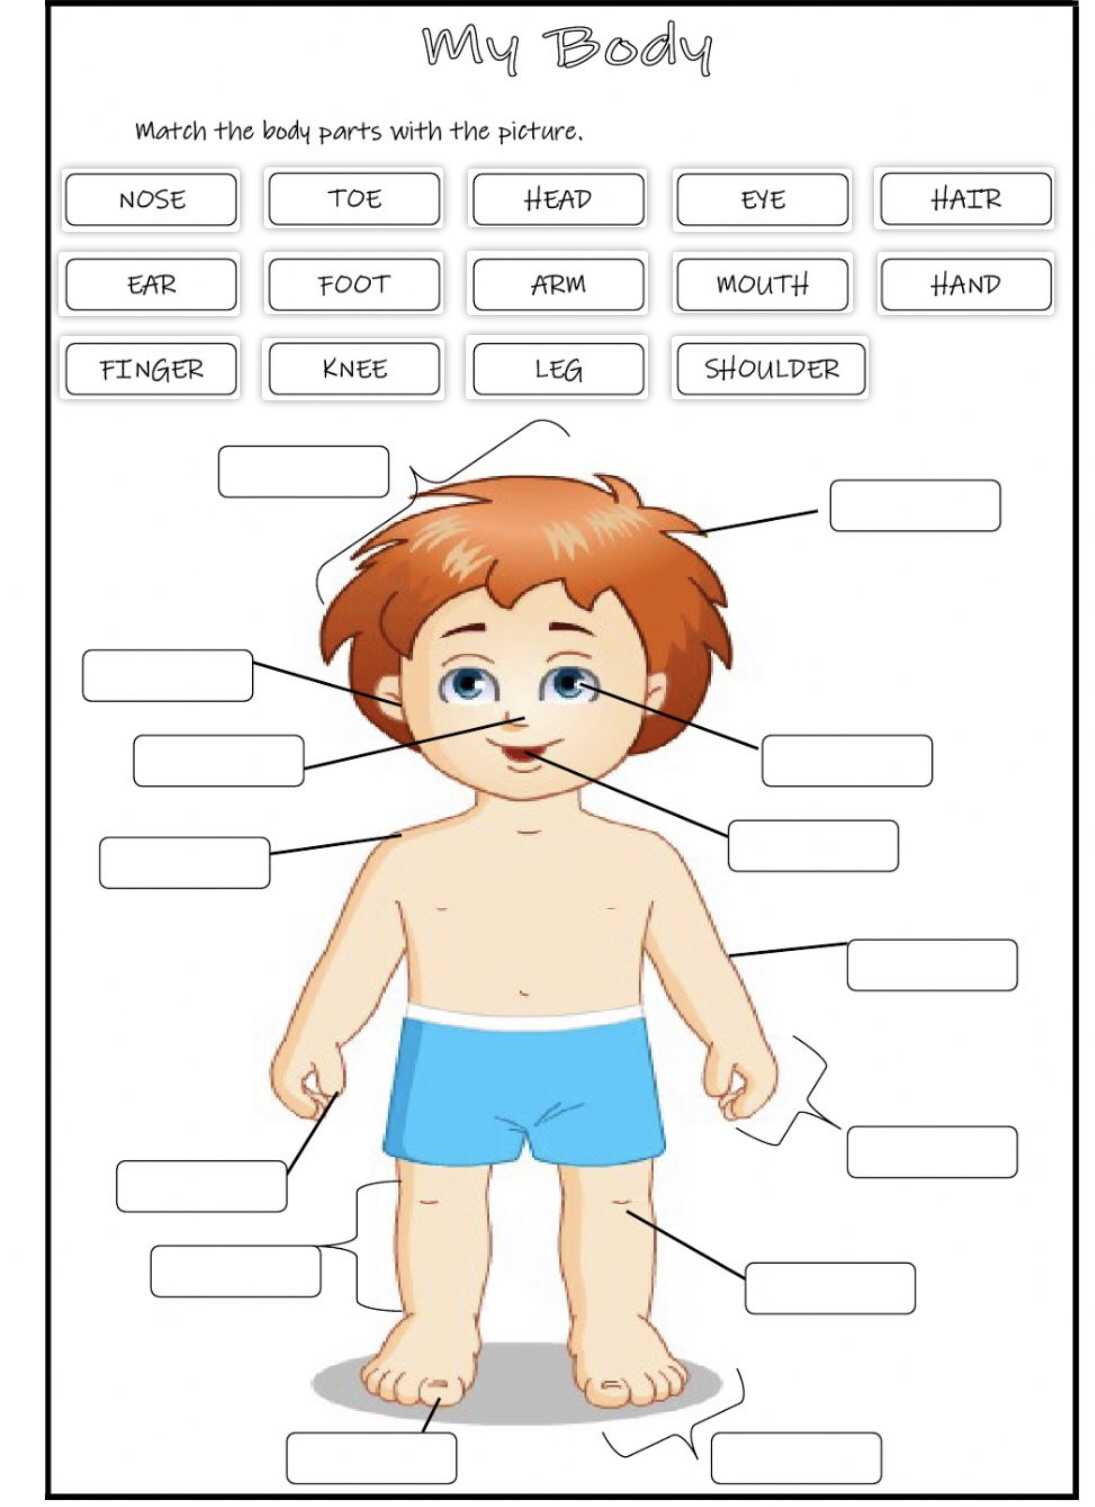 My Body
Match the body parts with the picture.
NOSE TOE HEAD EYE HAIR
EAR FOOT ARM MOUTH HAND
FINGER KNEE LEG SHOULDER